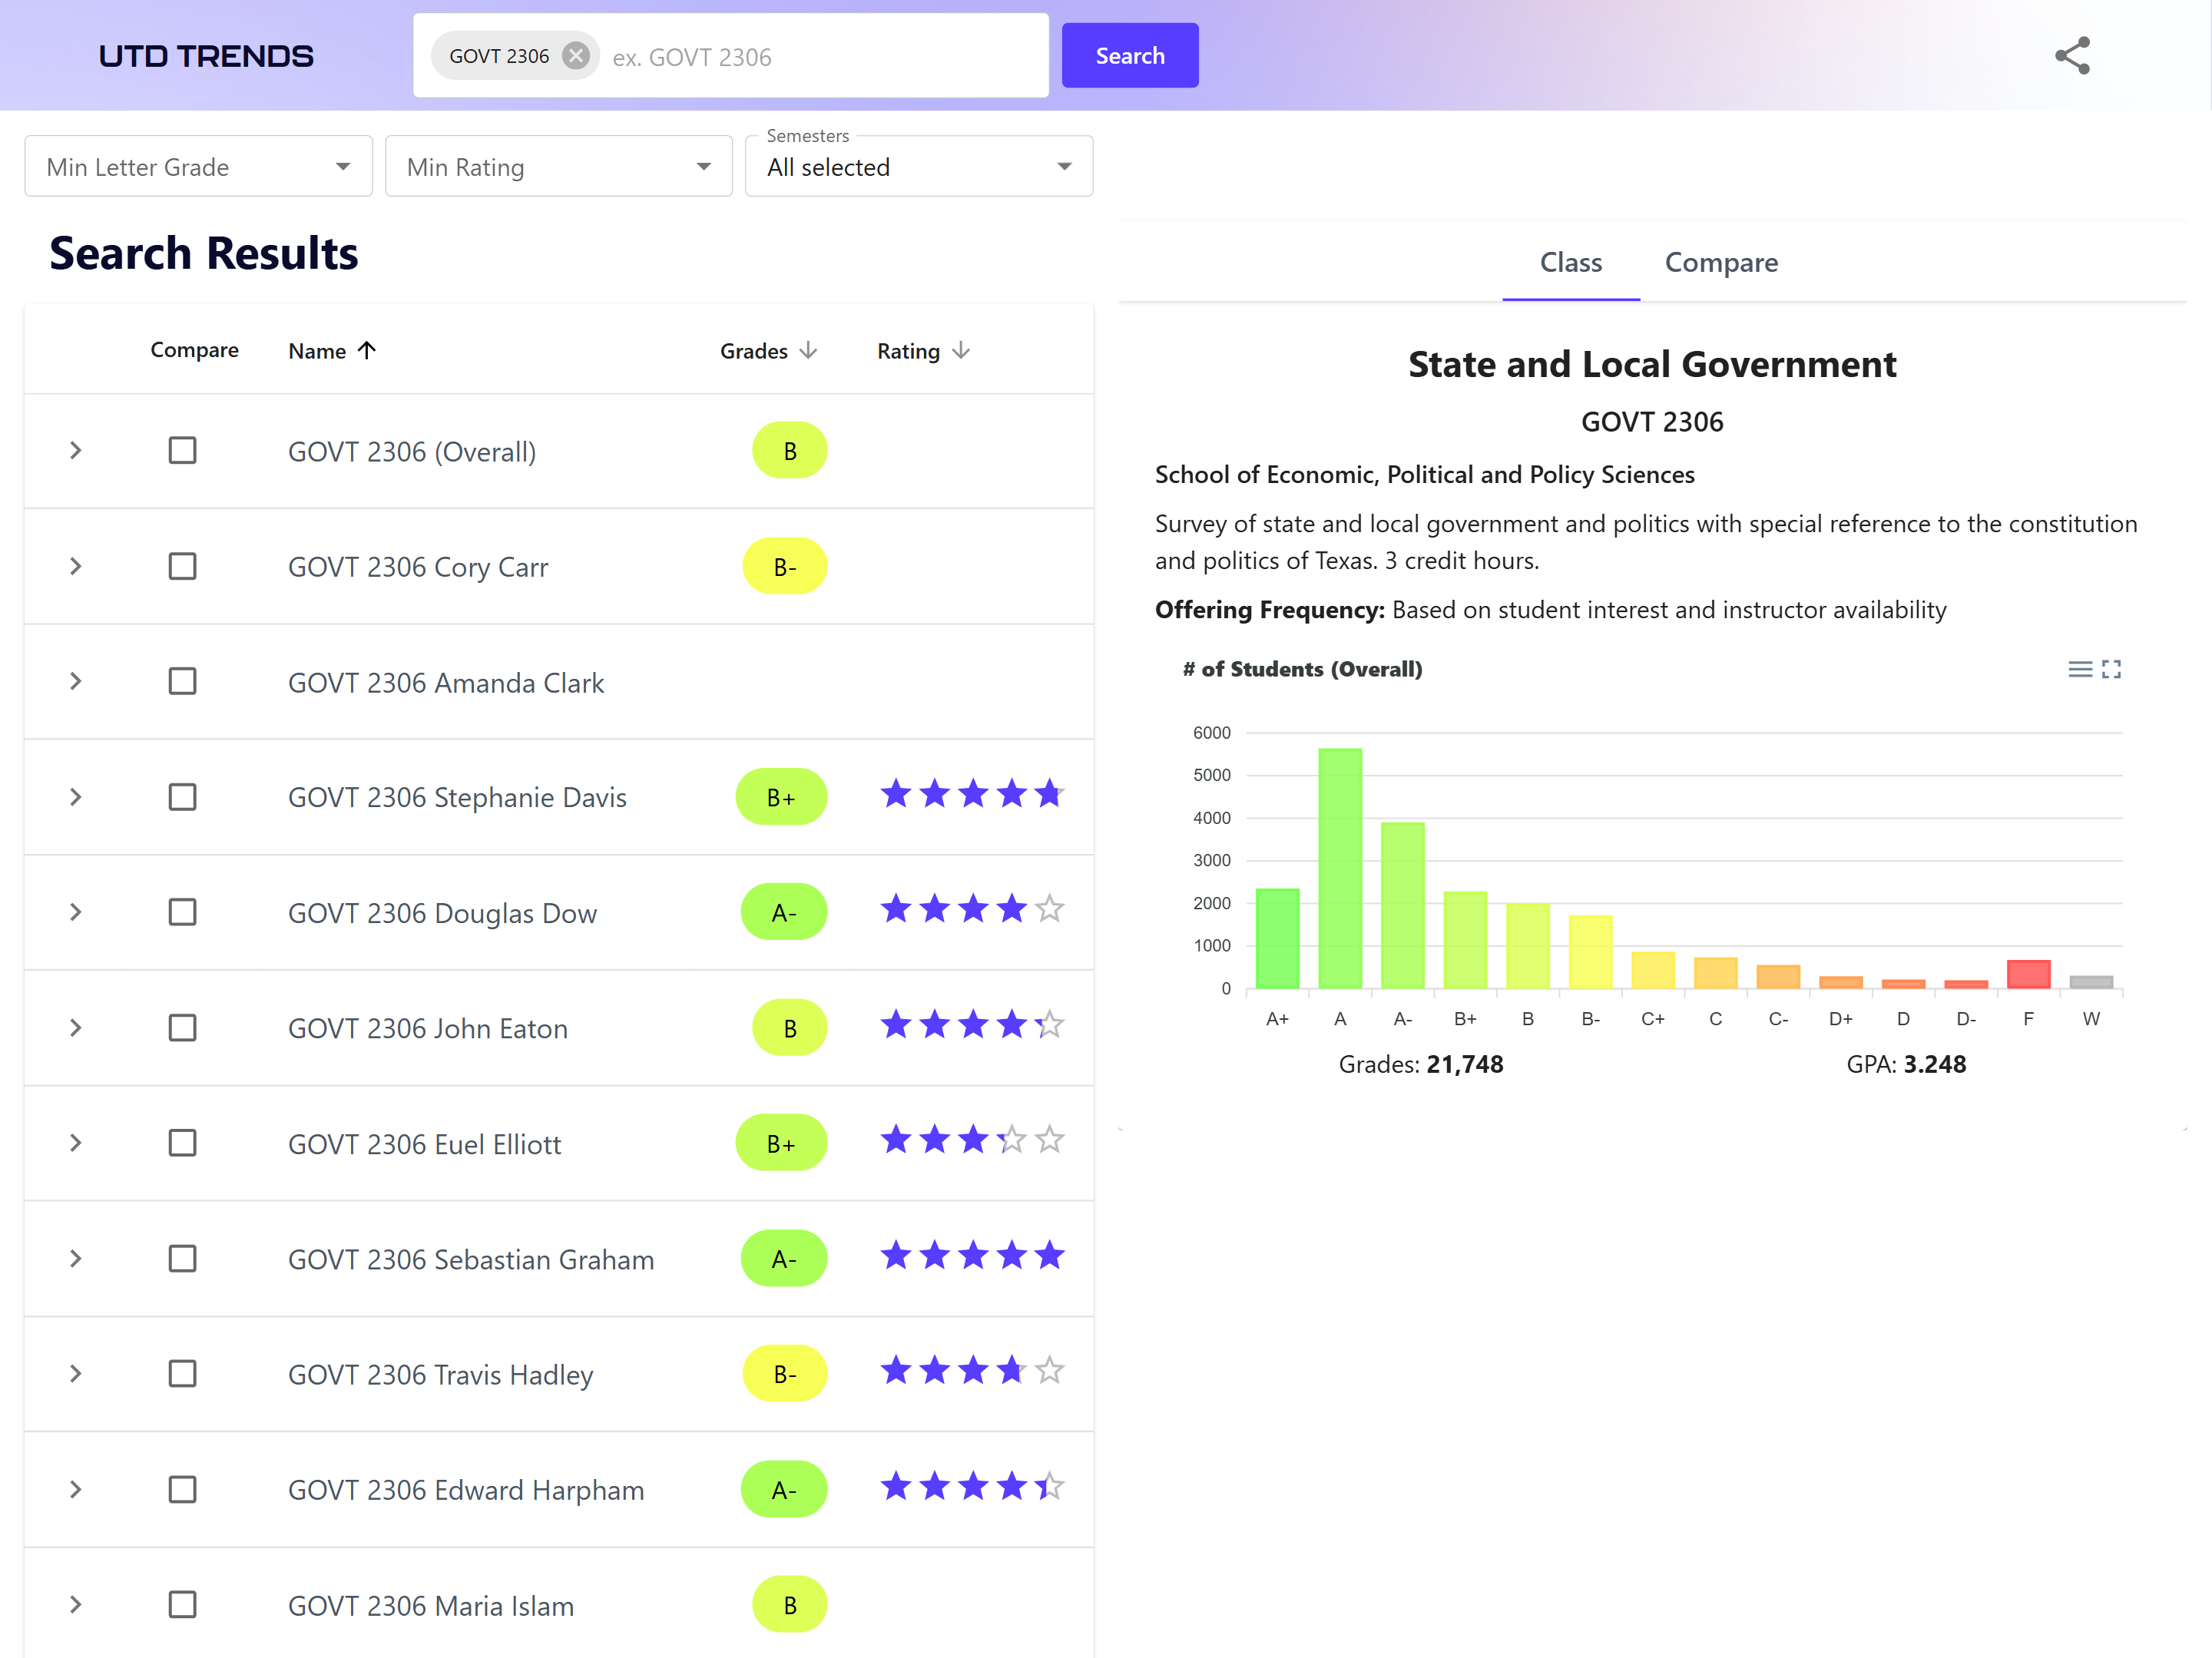 UTD TRENDS
GOVT 2306 ex. GOVT 2306
Search
Min Letter Grade
Min Rating
Semesters
All selected
Search Results
Compare Name Grades Rating
GOVT 2306 (Overall) B
GOVT 2306 Cory Carr B-
GOVT 2306 Amanda Clark
GOVT 2306 Stephanie Davis B+
GOVT 2306 Douglas Dow A-
GOVT 2306 John Eaton B
GOVT 2306 Euel Elliott B+
GOVT 2306 Sebastian Graham A-
GOVT 2306 Travis Hadley B-
GOVT 2306 Edward Harpham A-
GOVT 2306 Maria Islam B
Class Compare
State and Local Government
GOVT 2306
School of Economic, Political and Policy Sciences
Survey of state and local government and politics with special reference to the constitution
and politics of Texas. 3 credit hours.
Offering Frequency: Based on student interest and instructor availability
# of Students (Overall)
6000
5000
4000
3000
2000
1000
0
A+ A A- B+ B B- C+ C C- D+ D D- F W
Grades: 21,748 GPA: 3.248